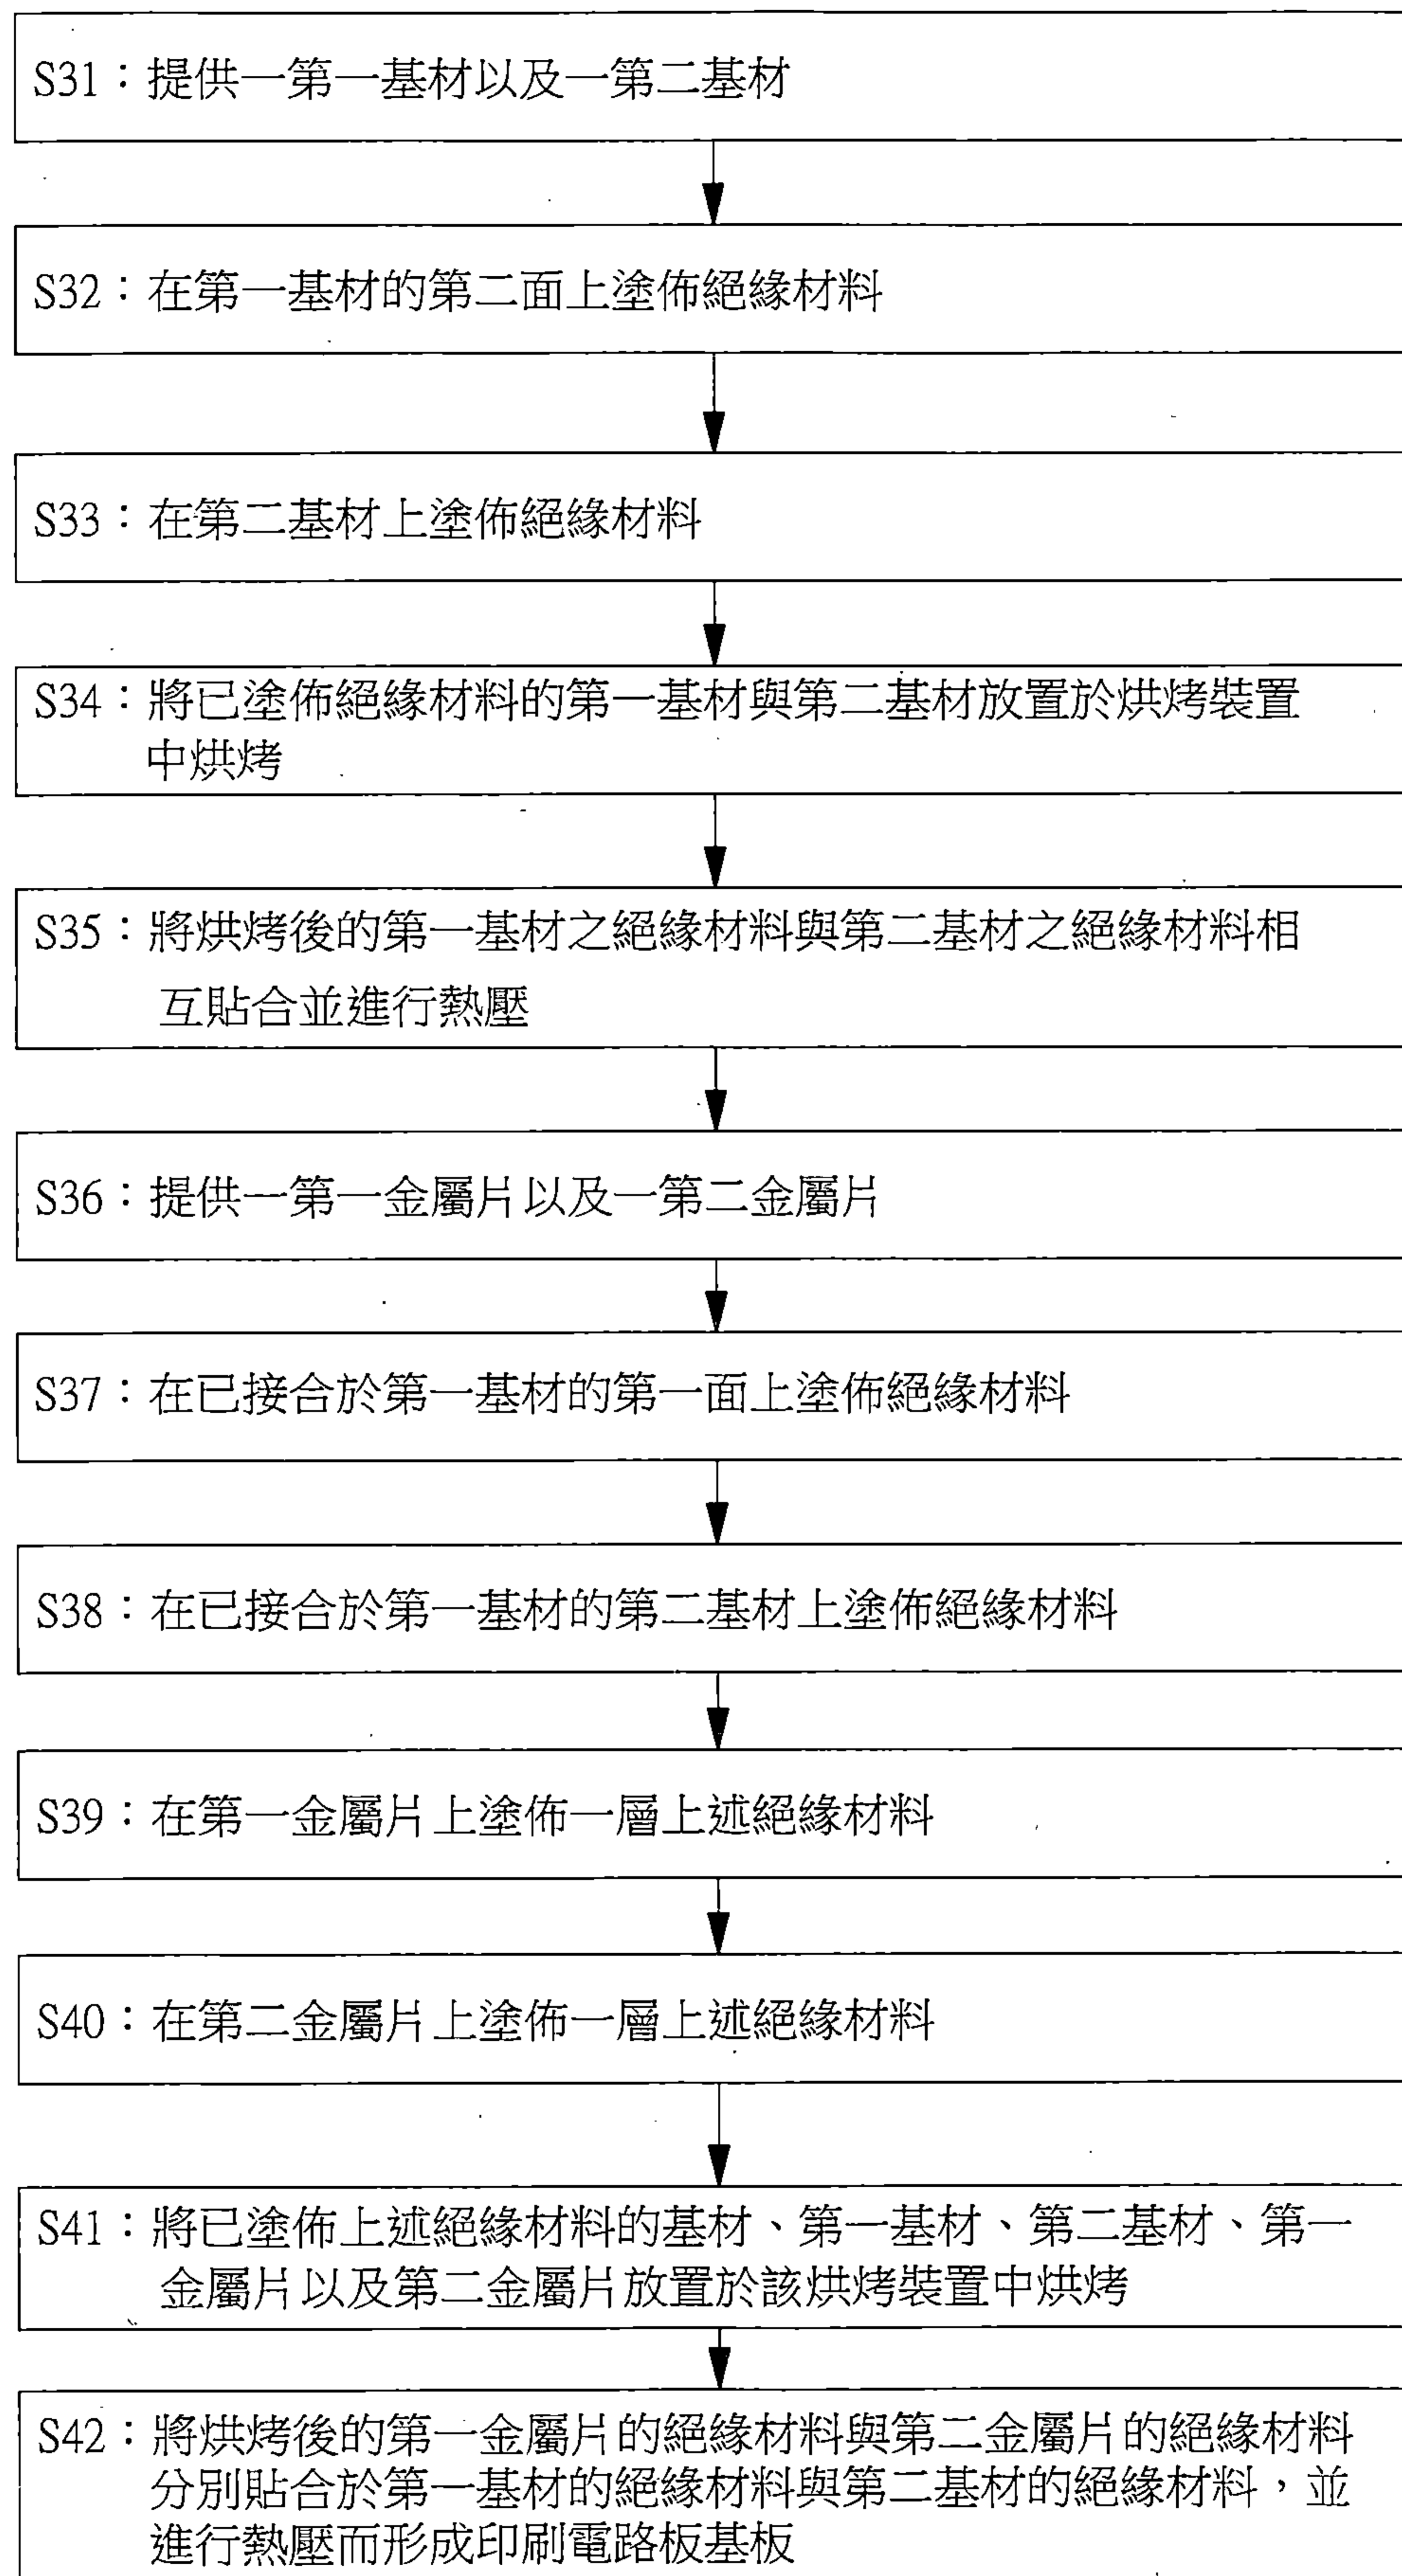 S31：提供一第一基材以及一第二基材
S32：在第一基材的第二面上塗佈絕緣材料
S33：在第二基材上塗佈絕緣材料
S34：將已塗佈絕緣材料的第一基材與第二基材放置於烘烤裝置
中烘烤
S35：將烘烤後的第一基材之絕緣材料與第二基材之絕緣材料相
互貼合並進行熱壓
S36：提供一第一金屬片以及一第二金屬片
S37：在已接合於第一基材的第一面上塗佈絕緣材料
S38：在已接合於第一基材的第二基材上塗佈絕緣材料
S39：在第一金屬片上塗佈一層上述絕緣材料
S40：在第二金屬片上塗佈一層上述絕緣材料
S41：將已塗佈上述絕緣材料的基材、第一基材、第二基材、第一
金屬片以及第二金屬片放置於該烘烤裝置中烘烤
S42：將烘烤後的第一金屬片的絕緣材料與第二金屬片的絕緣材料
分別貼合於第一基材的絕緣材料與第二基材的絕緣材料，並
進行熱壓而形成印刷電路板基板